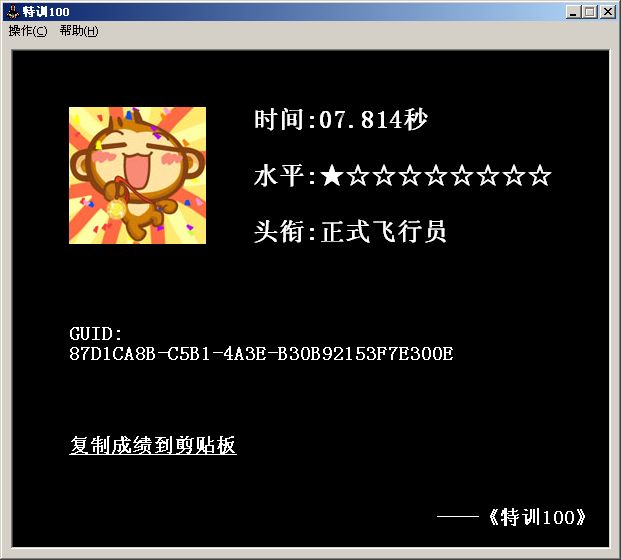 特训100
操作(C) 帮助(H)
时间:07.814秒
水平:★☆☆☆☆☆☆☆☆
头衔:正式飞行员
GUID:
87D1CA8B-C5B1-4A3E-B30B92153F7E300E
复制成绩到剪贴板
——《特训100》